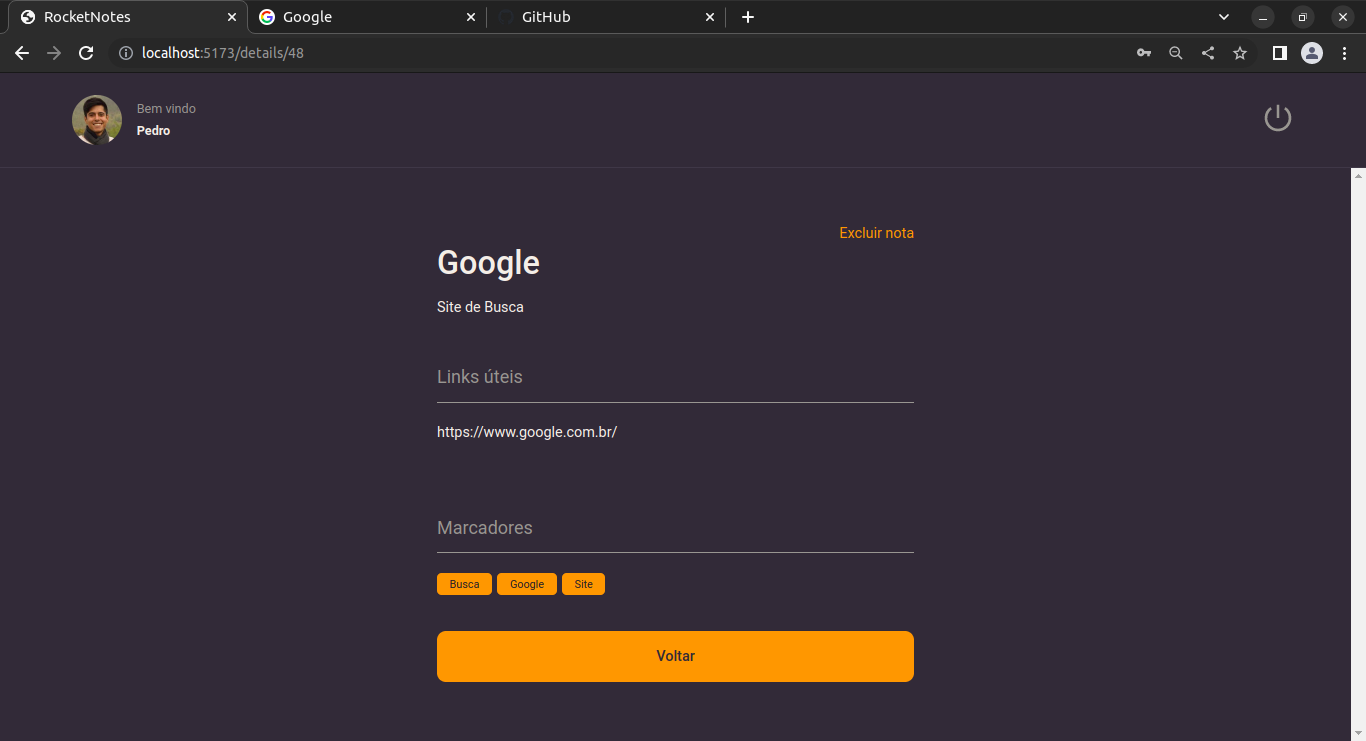 RocketNotes
Google
GitHub
localhost:5173/details/48
Bem vindo
Pedro
Excluir nota
Google
Site de Busca
Links úteis
https://www.google.com.br/
Marcadores
Busca Google Site
Voltar